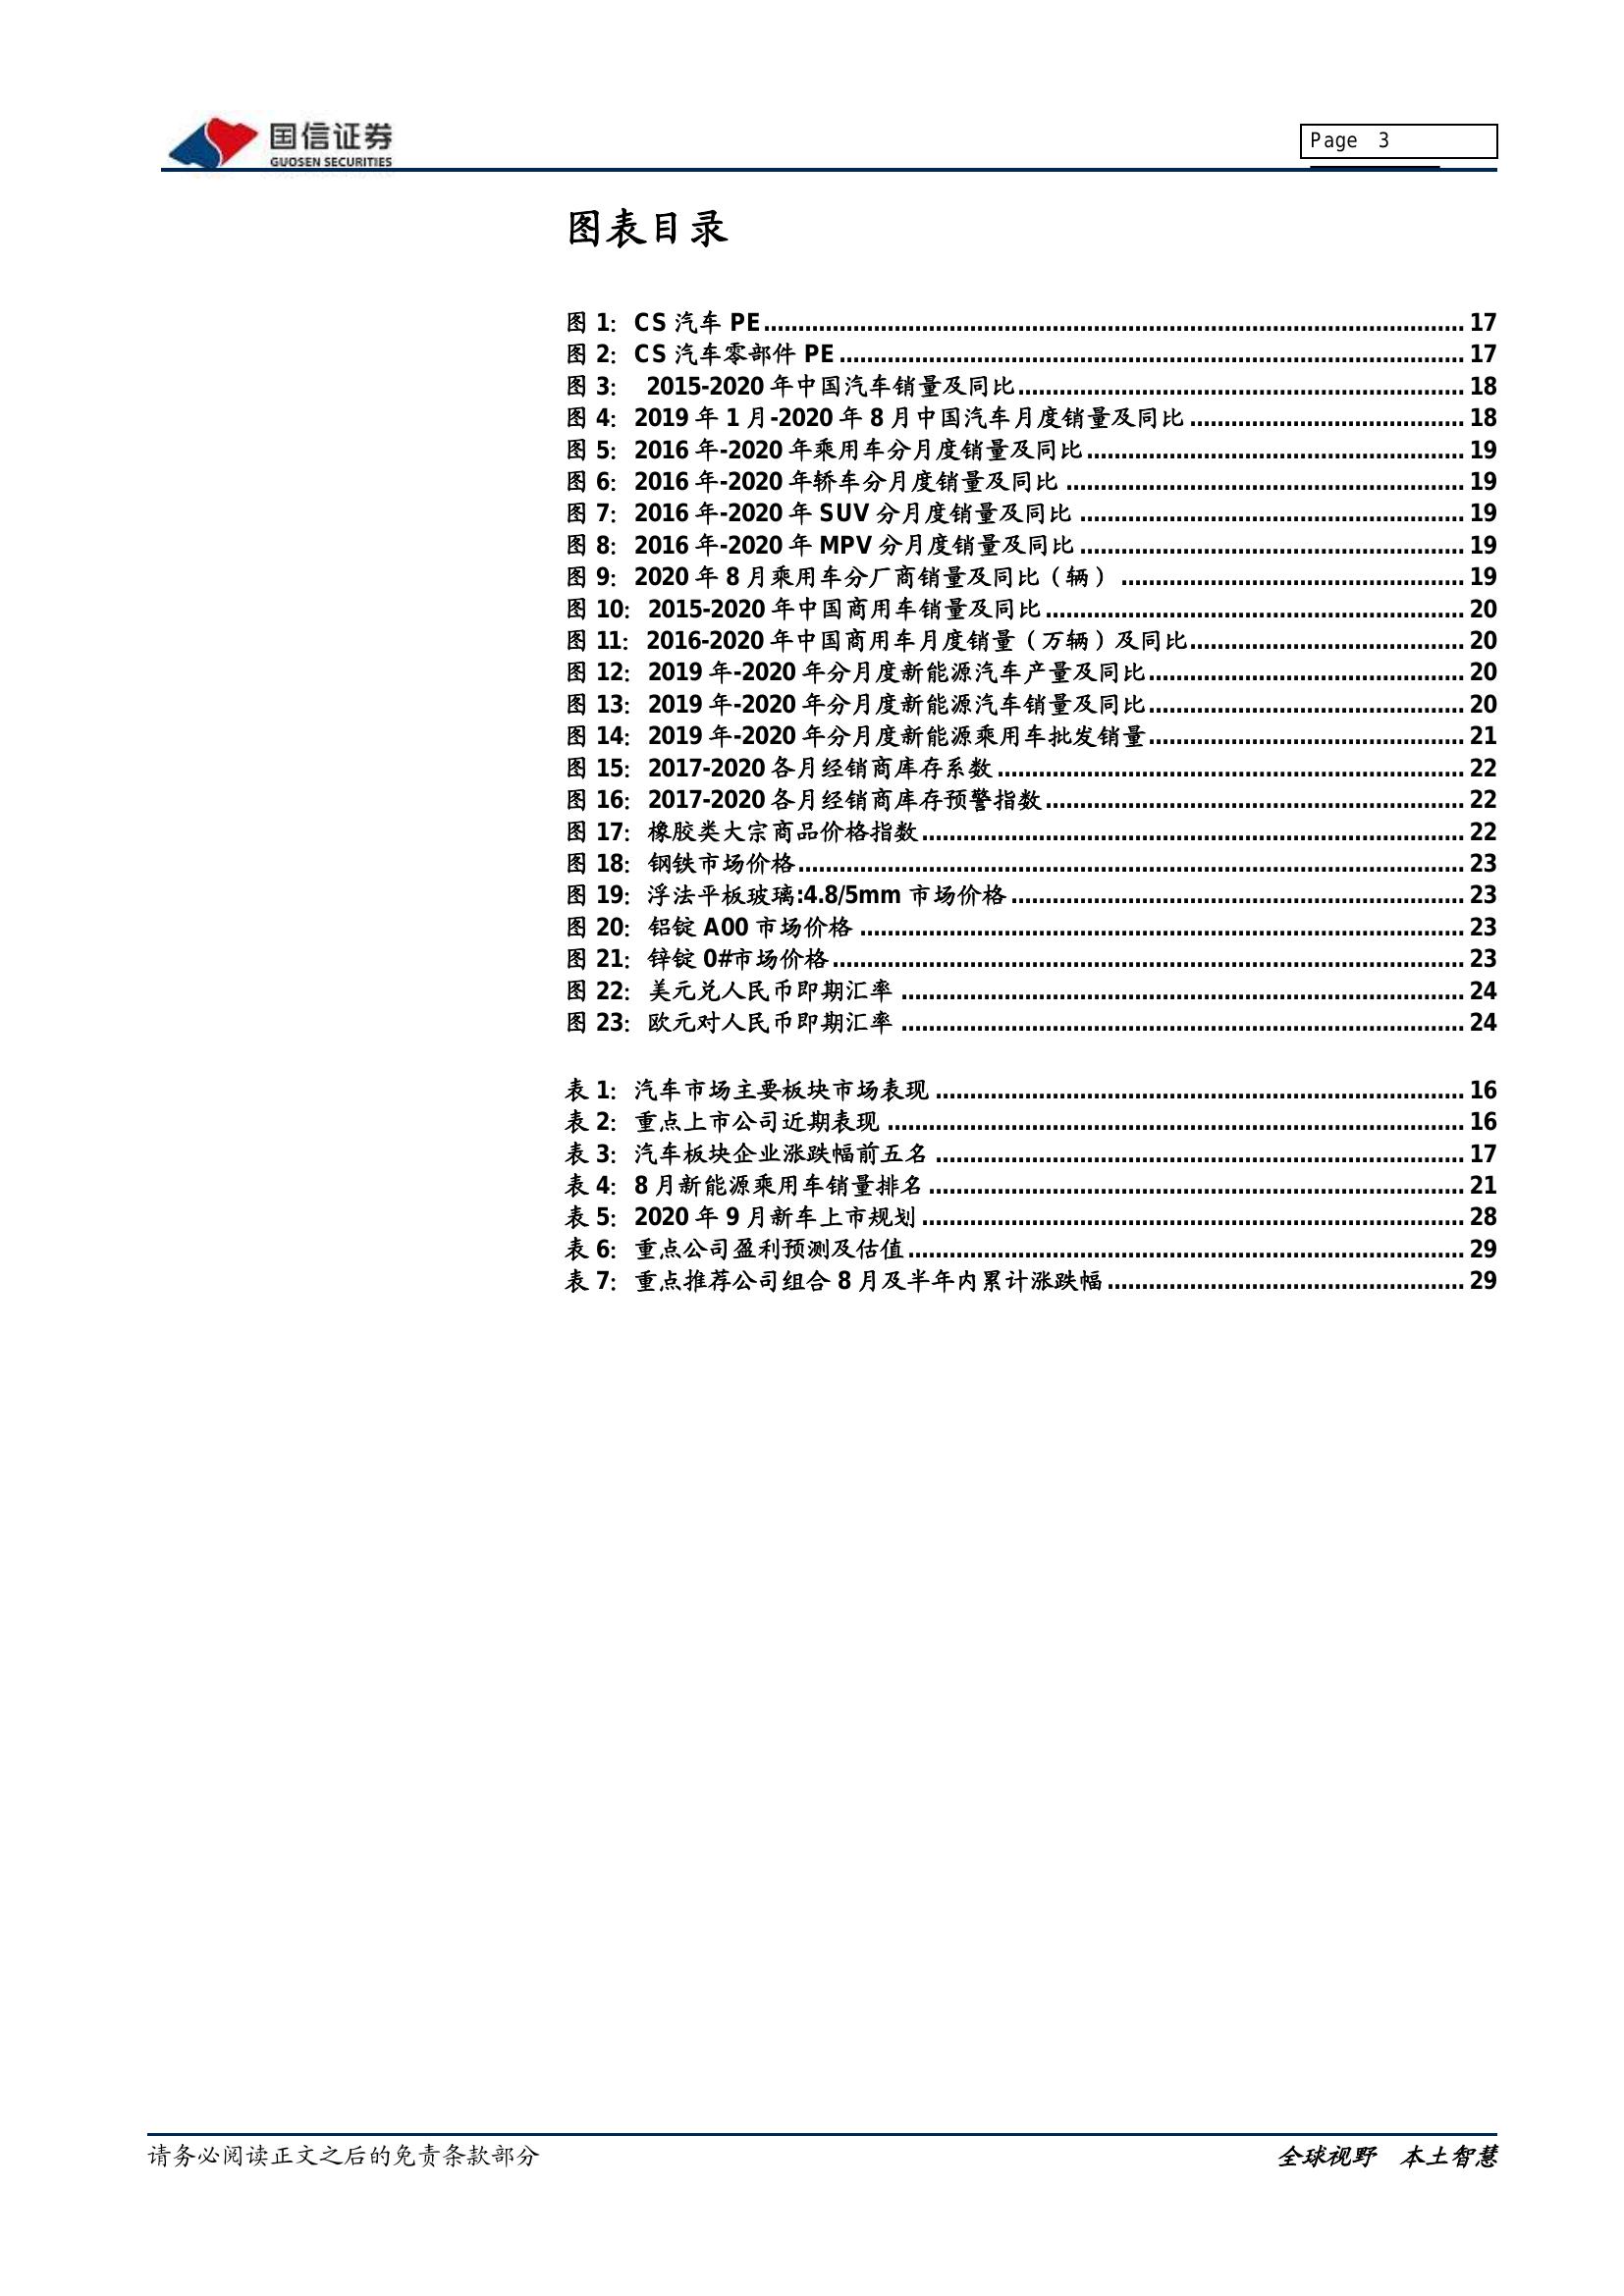 国信证券
GUOSEN SECURITIES
Page 3
图表目录
图 1：CS 汽车 PE 17
图 2：CS 汽车零部件 PE 17
图 3： 2015-2020 年中国汽车销量及同比 18
图 4：2019 年 1 月-2020 年 8 月中国汽车月度销量及同比 18
图 5：2016 年-2020 年乘用车分月度销量及同比 19
图 6：2016 年-2020 年轿车分月度销量及同比 19
图 7：2016 年-2020 年 SUV 分月度销量及同比 19
图 8：2016 年-2020 年 MPV 分月度销量及同比 19
图 9：2020 年 8 月乘用车分厂商销量及同比（辆） 19
图 10：2015-2020 年中国商用车销量及同比 20
图 11：2016-2020 年中国商用车月度销量（万辆）及同比 20
图 12：2019 年-2020 年分月度新能源汽车产量及同比 20
图 13：2019 年-2020 年分月度新能源汽车销量及同比 20
图 14：2019 年-2020 年分月度新能源乘用车批发销量 21
图 15：2017-2020 各月经销商库存系数 22
图 16：2017-2020 各月经销商库存预警指数 22
图 17：橡胶类大宗商品价格指数 22
图 18：钢铁市场价格 23
图 19：浮法平板玻璃:4.8/5mm 市场价格 23
图 20：铝锭 A00 市场价格 23
图 21：锌锭 0#市场价格 23
图 22：美元兑人民币即期汇率 24
图 23：欧元对人民币即期汇率 24
表 1：汽车市场主要板块市场表现 16
表 2：重点上市公司近期表现 16
表 3：汽车板块企业涨跌幅前五名 17
表 4：8 月新能源乘用车销量排名 21
表 5：2020 年 9 月新车上市规划 28
表 6：重点公司盈利预测及估值 29
表 7：重点推荐公司组合 8 月及半年内累计涨跌幅 29
请务必阅读正文之后的免责条款部分
全球视野 本土智慧